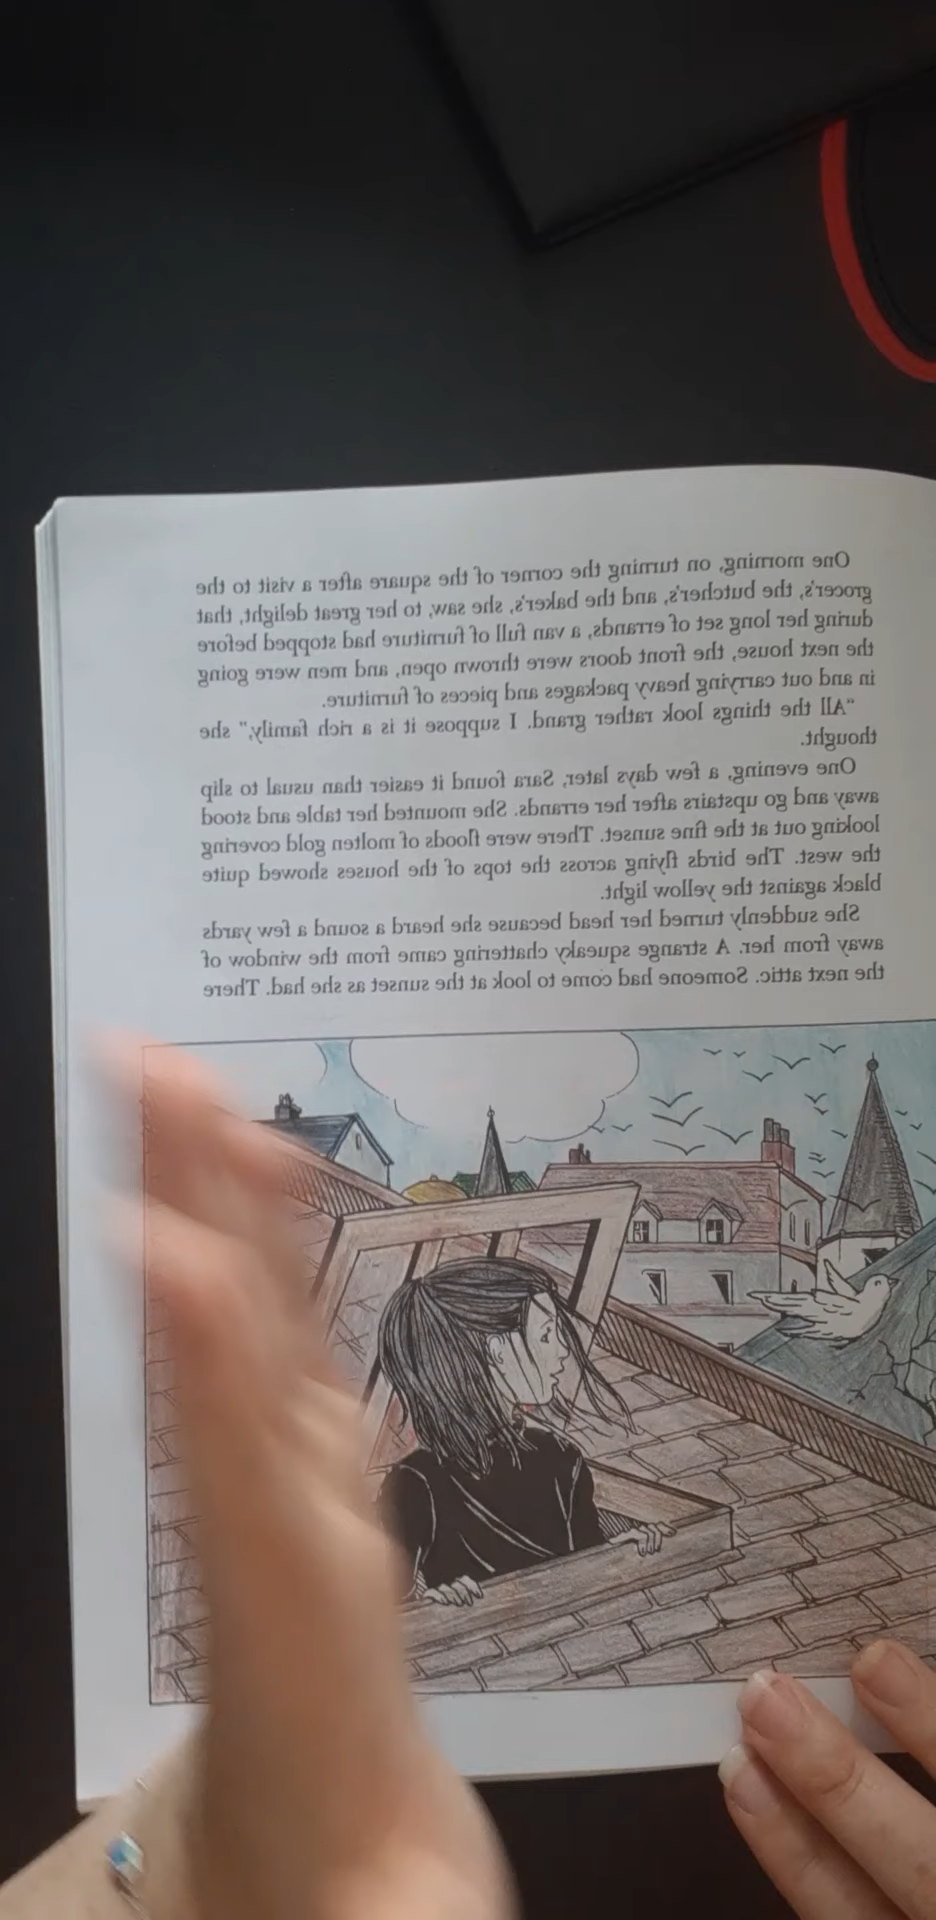 One morning, on turning the corner of the square after a visit to the
grocer's, the butcher's, and the baker's, she saw, to her great delight, that
during her long set of errands, a van full of furniture had stopped before
the next house, the front doors were thrown open, and men were going
in and out carrying heavy packages and pieces of furniture.
"All the things look rather grand. I suppose it is a rich family," she
thought.
One evening, a few days later, Sara found it easier than usual to slip
away and go upstairs after her errands. She mounted her table and stood
looking out at the fine sunset. There were floods of molten gold covering
the west. The birds flying across the tops of the houses showed quite
black against the yellow light.
She suddenly turned her head because she heard a sound a few yards
away from her. A strange squeaky chattering came from the window of
the next attic. Someone had come to look at the sunset as she had. There